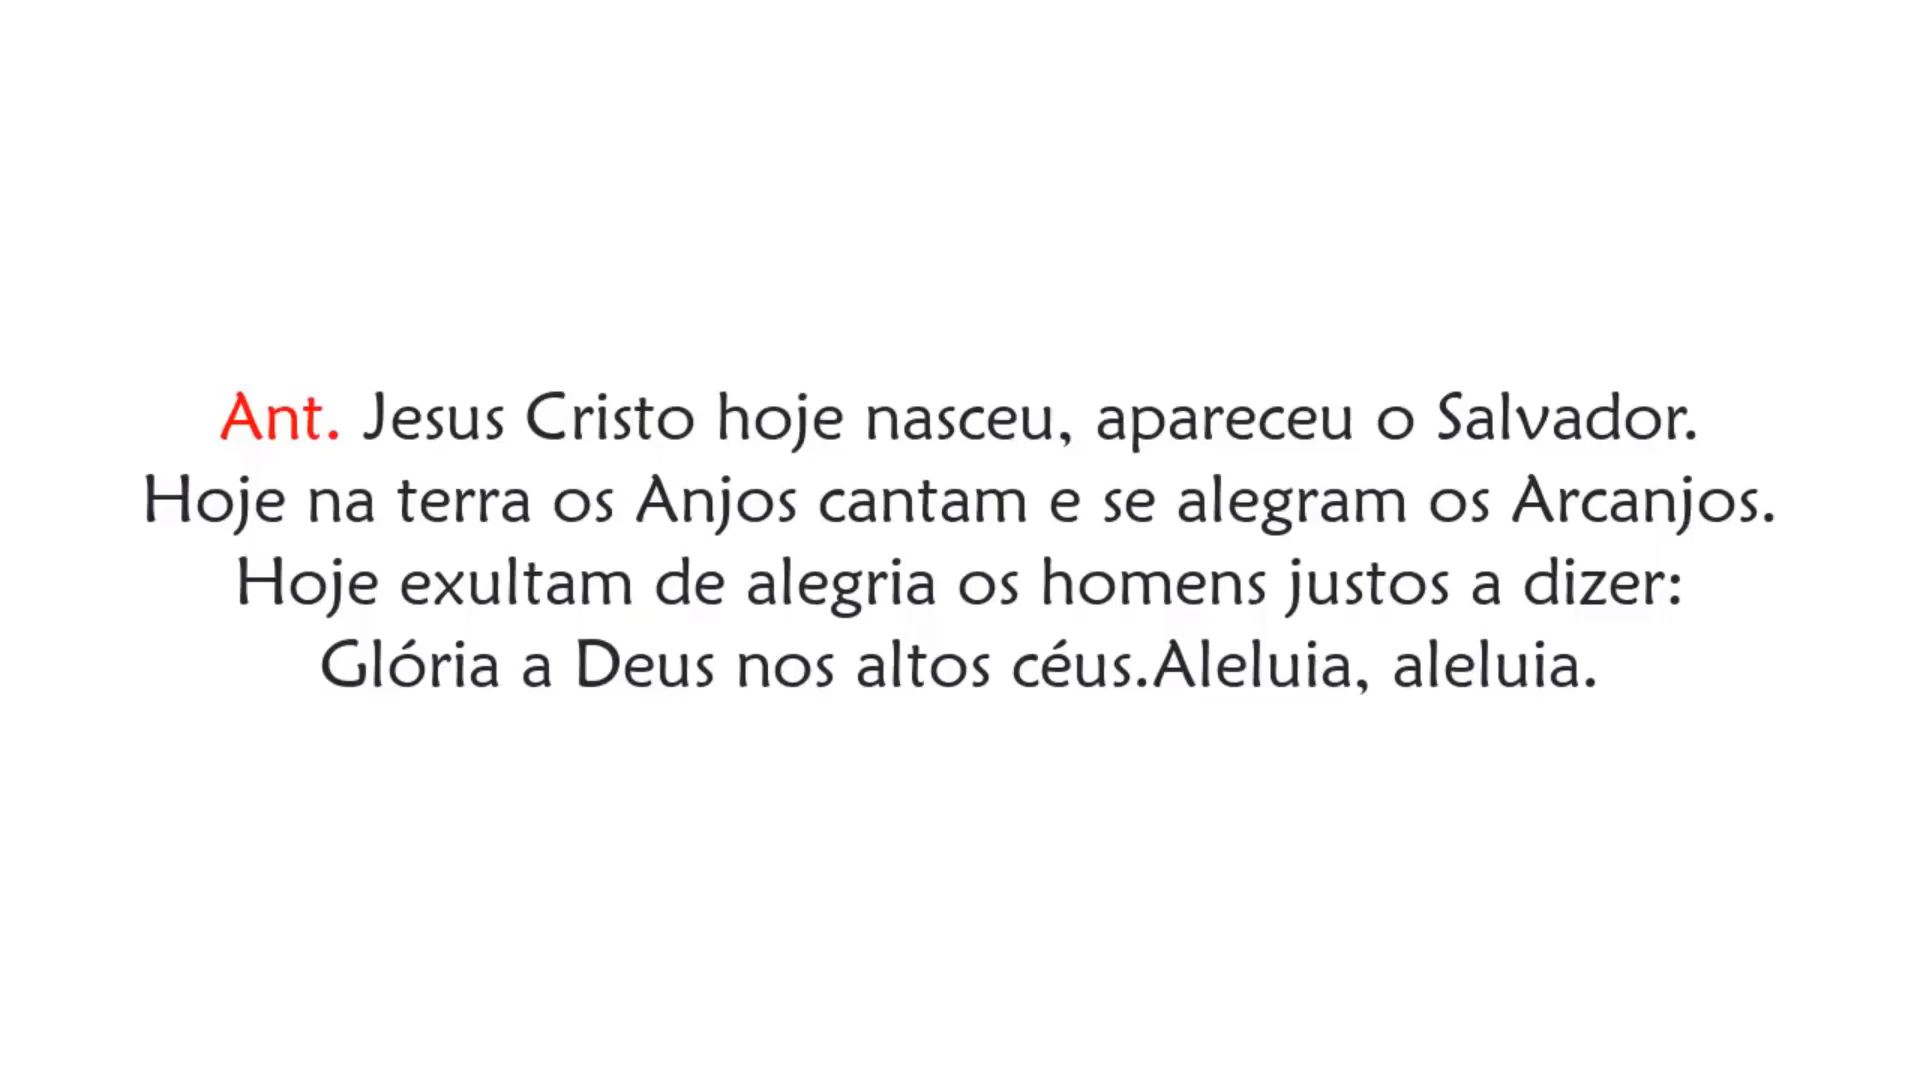 Ant. Jesus Cristo hoje nasceu, apareceu o Salvador.
Hoje na terra os Anjos cantam e se alegram os Arcanjos.
Hoje exultam de alegria os homens justos a dizer:
Glória a Deus nos altos céus.Aleluia, aleluia.